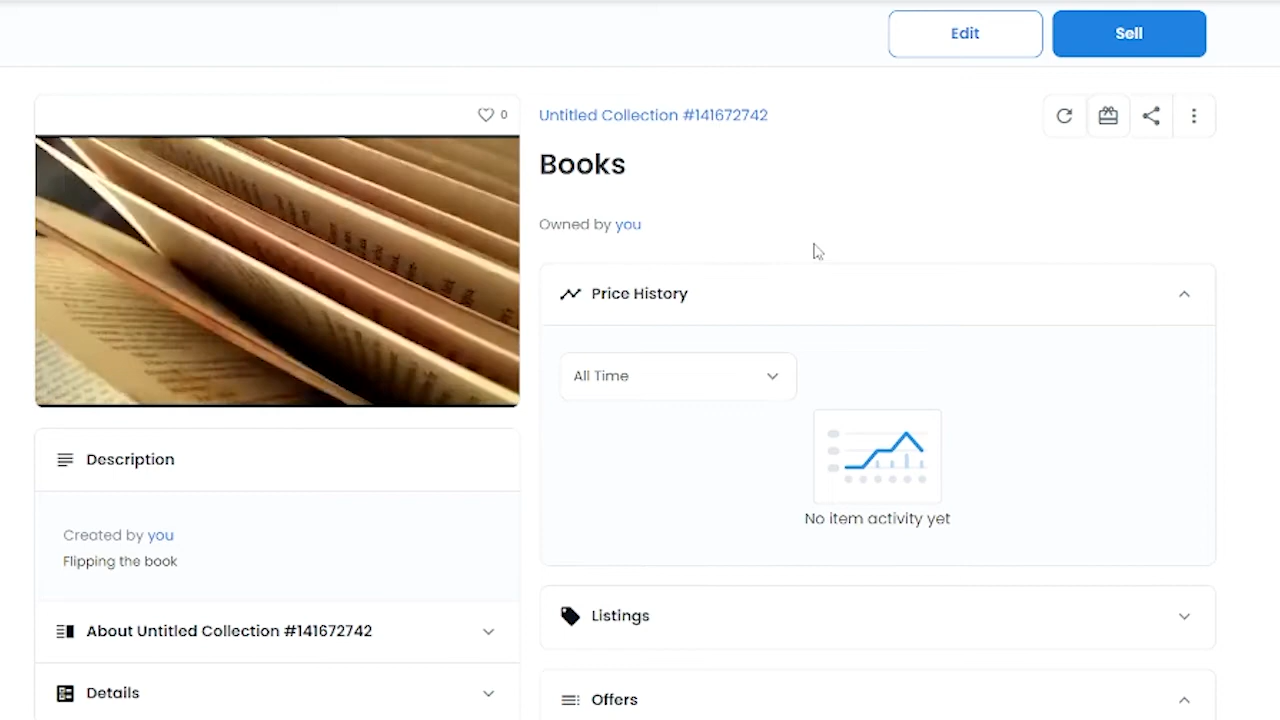 Edit
Sell
0
Untitled Collection #141672742
Books
Owned by you
Price History
All Time
No item activity yet
Description
Created by you
Flipping the book
Listings
About Untitled Collection #141672742
Details
Offers